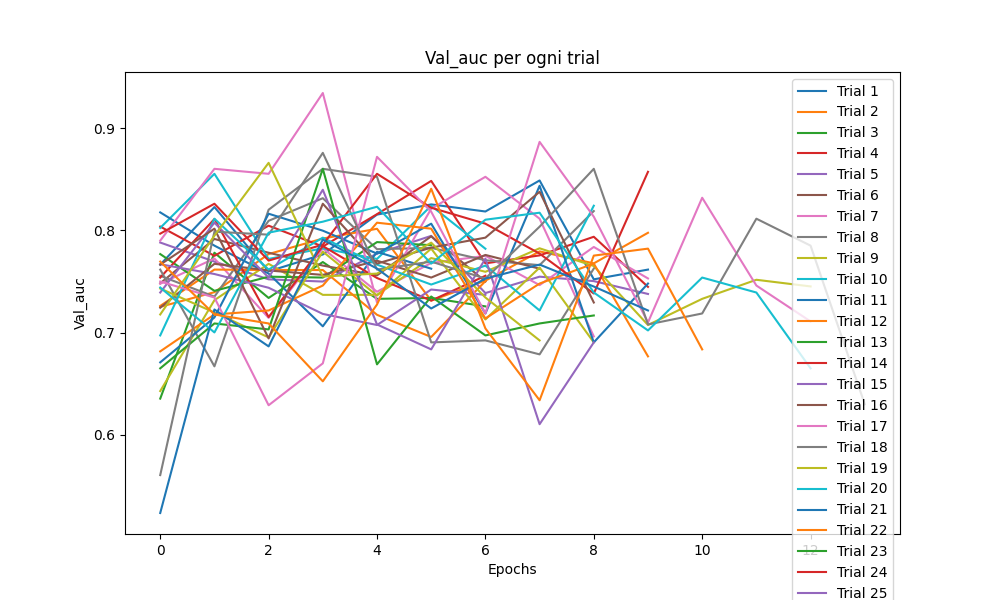 Val_auc per ogni trial
Val_auc
0.9
0.8
0.7
0.6
0
2
4
6
8
10
12
Epochs
Trial 1
Trial 2
Trial 3
Trial 4
Trial 5
Trial 6
Trial 7
Trial 8
Trial 9
Trial 10
Trial 11
Trial 12
Trial 13
Trial 14
Trial 15
Trial 16
Trial 17
Trial 18
Trial 19
Trial 20
Trial 21
Trial 22
Trial 23
Trial 24
Trial 25